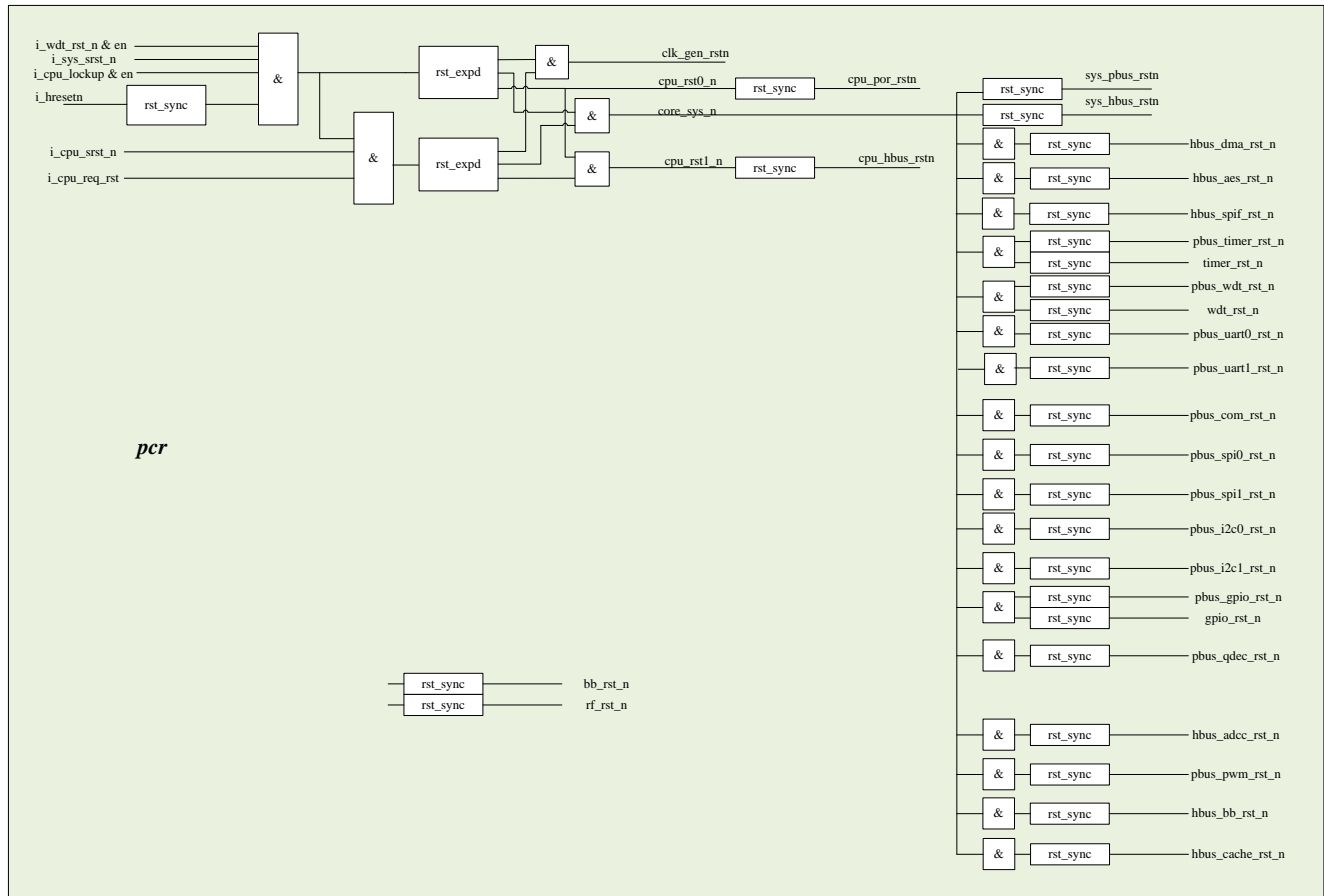 i_wdt_rst_n & en
i_sys_srst_n
i_cpu_lockup & en
i_hresetn
rst_sync
&
i_cpu_srst_n
i_cpu_req_rst
&
rst_expd
rst_expd
&
&
&
clk_gen_rstn
cpu_rst0_n
rst_sync
cpu_por_rstn
core_sys_n
cpu_rst1_n
rst_sync
cpu_hbus_rstn
rst_sync
sys_pbus_rstn
rst_sync
sys_hbus_rstn
& rst_sync hbus_dma_rst_n
& rst_sync hbus_aes_rst_n
& rst_sync hbus_spif_rst_n
& rst_sync pbus_timer_rst_n
rst_sync timer_rst_n
& rst_sync pbus_wdt_rst_n
rst_sync wdt_rst_n
& rst_sync pbus_uart0_rst_n
& rst_sync pbus_uart1_rst_n
& rst_sync pbus_com_rst_n
& rst_sync pbus_spi0_rst_n
& rst_sync pbus_spi1_rst_n
& rst_sync pbus_i2c0_rst_n
& rst_sync pbus_i2c1_rst_n
& rst_sync pbus_gpio_rst_n
rst_sync gpio_rst_n
& rst_sync pbus_qdec_rst_n
& rst_sync hbus_adcc_rst_n
& rst_sync pbus_pwm_rst_n
& rst_sync hbus_bb_rst_n
& rst_sync hbus_cache_rst_n
pcr
rst_sync bb_rst_n
rst_sync rf_rst_n